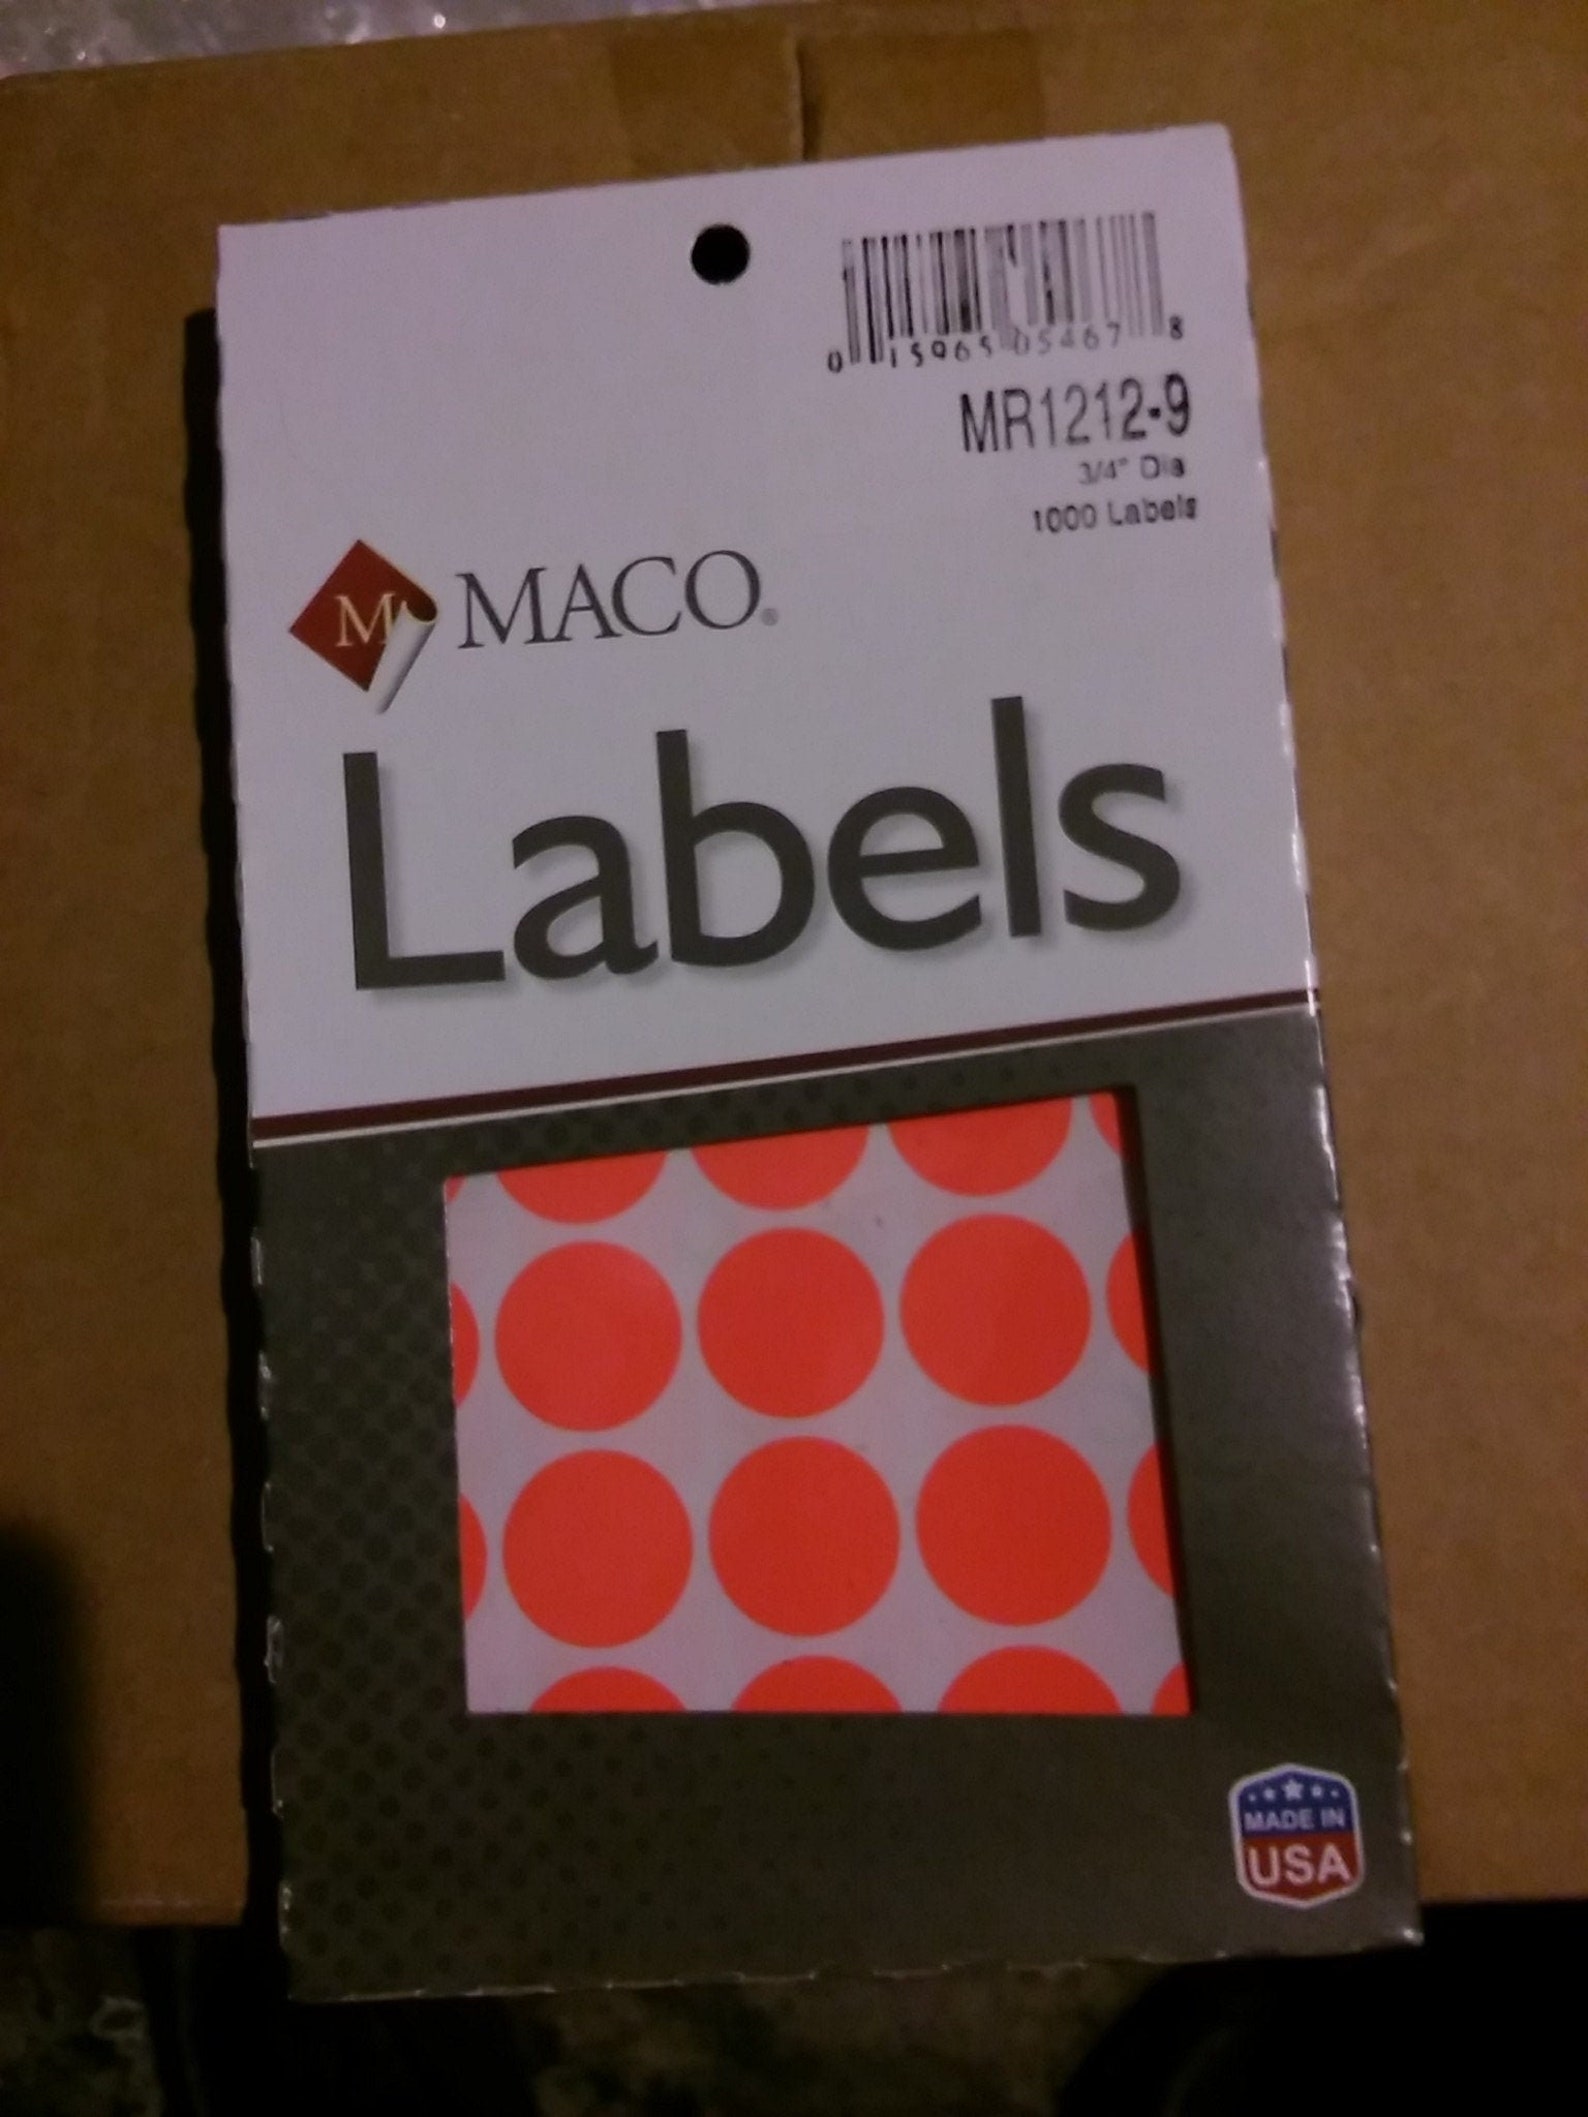 0 15965 05467 8
MR1212-9
3/4" Dia
1000 Labels
M MACO®
Labels
MADE IN
USA